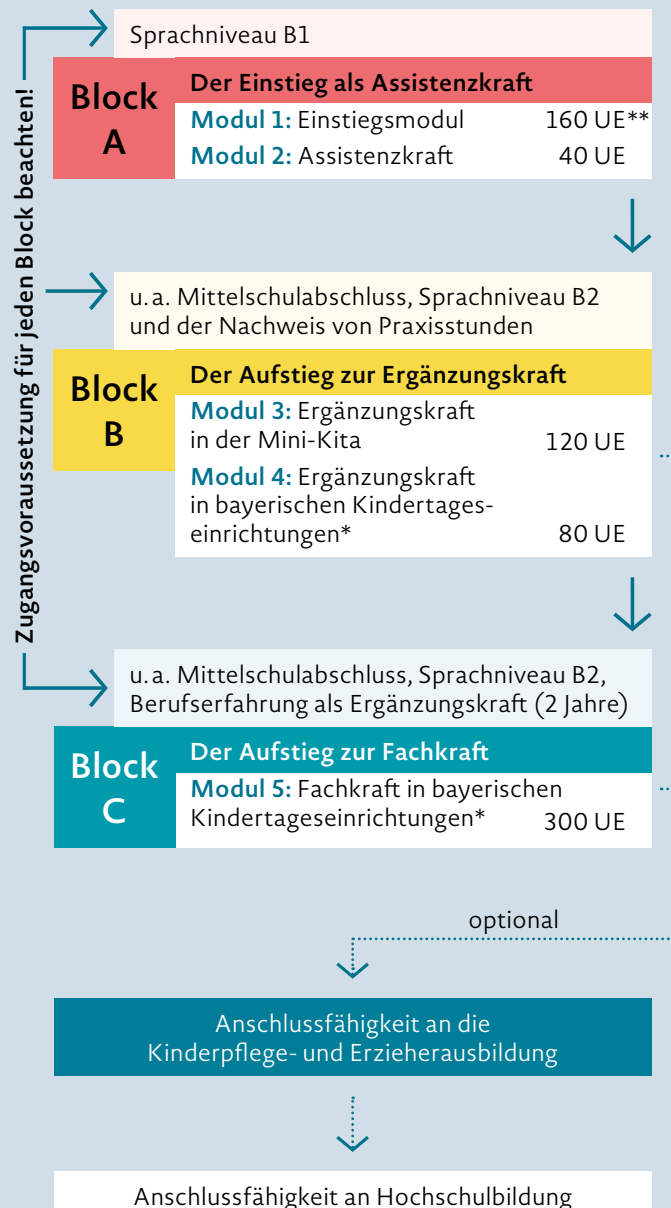 Zugangsvoraussetzung für jeden Block beachten!
Sprachniveau B1
Block
A
Der Einstieg als Assistenzkraft
Modul 1: Einstiegsmodul 160 UE**
Modul 2: Assistenzkraft 40 UE
u.a. Mittelschulabschluss, Sprachniveau B2
und der Nachweis von Praxisstunden
Block
B
Der Aufstieg zur Ergänzungskraft
Modul 3: Ergänzungskraft
in der Mini-Kita 120 UE
Modul 4: Ergänzungskraft
in bayerischen Kindertages-
einrichtungen* 80 UE
u.a. Mittelschulabschluss, Sprachniveau B2,
Berufserfahrung als Ergänzungskraft (2 Jahre)
Block
C
Der Aufstieg zur Fachkraft
Modul 5: Fachkraft in bayerischen
Kindertageseinrichtungen* 300 UE
optional
Anschlussfähigkeit an die
Kinderpflege- und Erzieherausbildung
Anschlussfähigkeit an Hochschulbildung